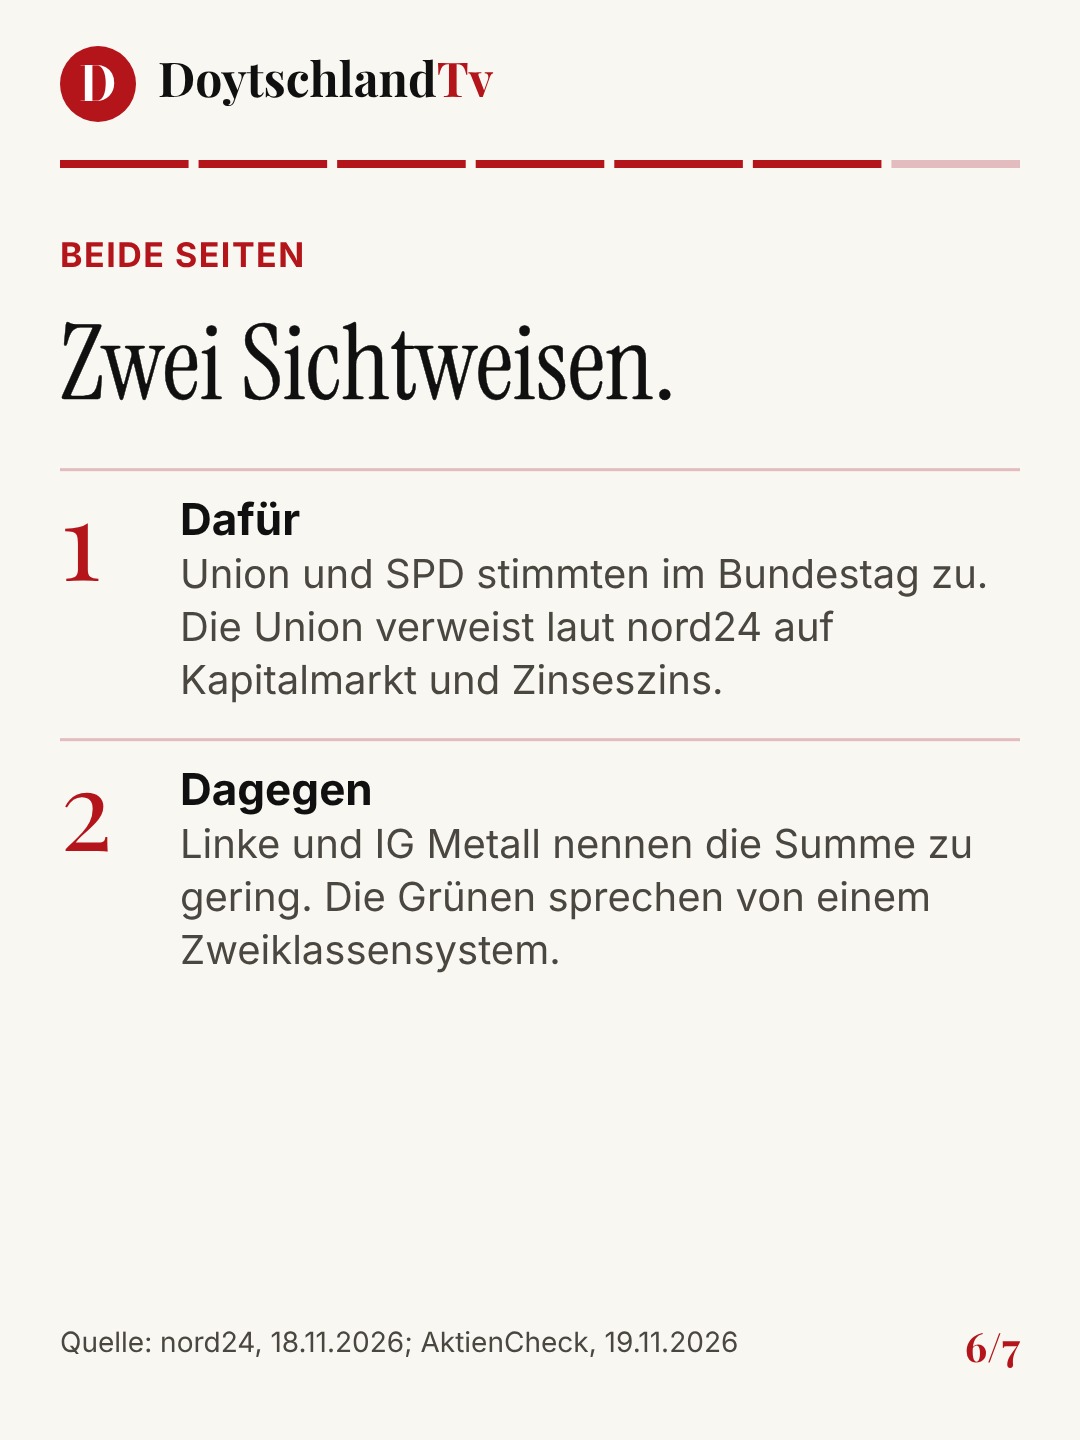 D DoytschlandTv
BEIDE SEITEN
Zwei Sichtweisen.
1 Dafür
Union und SPD stimmten im Bundestag zu.
Die Union verweist laut nord24 auf
Kapitalmarkt und Zinseszins.
2 Dagegen
Linke und IG Metall nennen die Summe zu
gering. Die Grünen sprechen von einem
Zweiklassensystem.
Quelle: nord24, 18.11.2026; AktienCheck, 19.11.2026
6/7